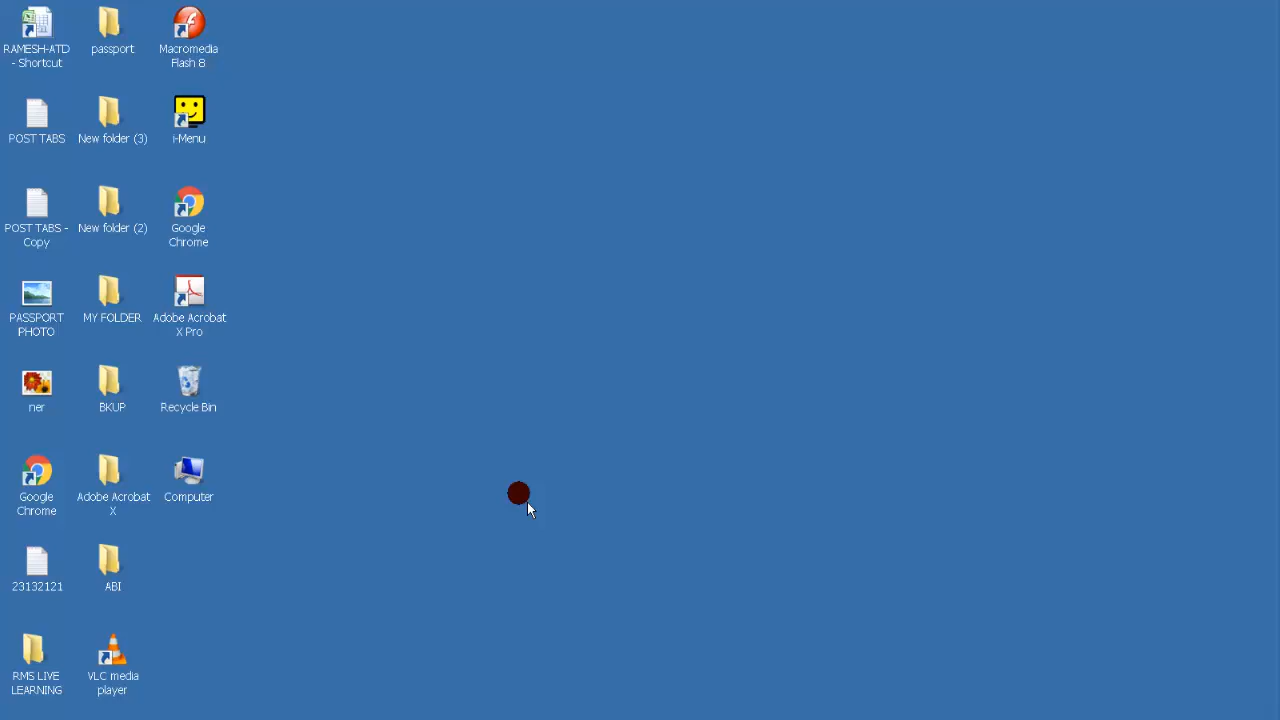 RAMESH-ATD
- Shortcut
passport
Macromedia
Flash 8
POST TABS
New folder (3)
i-Menu
POST TABS -
Copy
New folder (2)
Google
Chrome
PASSPORT
PHOTO
MY FOLDER
Adobe Acrobat
X Pro
ner
BKUP
Recycle Bin
Google
Chrome
Adobe Acrobat
X
Computer
23132121
ABI
RMS LIVE
LEARNING
VLC media
player